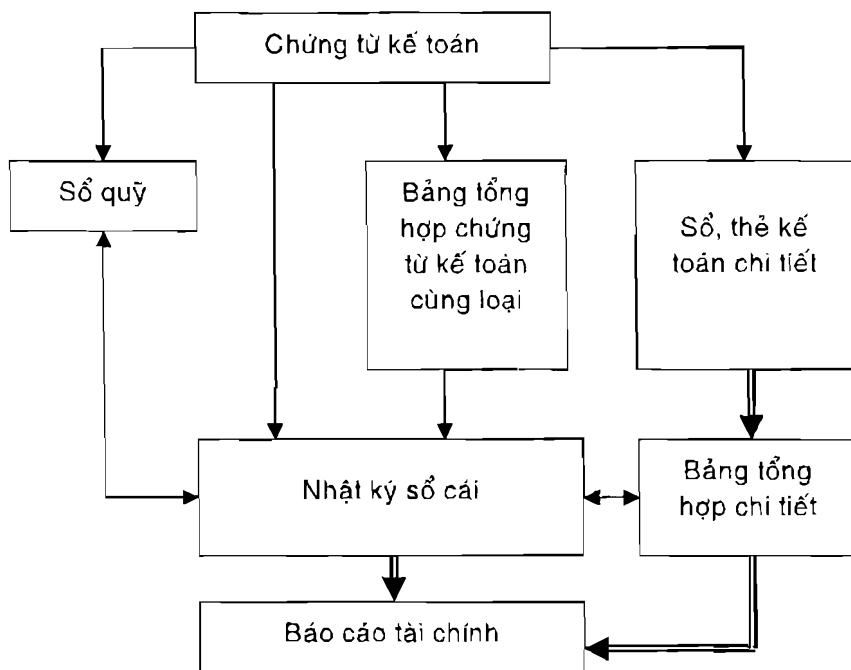 Chứng từ kế toán
Sổ quỹ
Bảng tổng
hợp chứng
từ kế toán
cùng loại
Sổ, thẻ kế
toán chi tiết
Nhật ký sổ cái
Bảng tổng
hợp chi tiết
Báo cáo tài chính